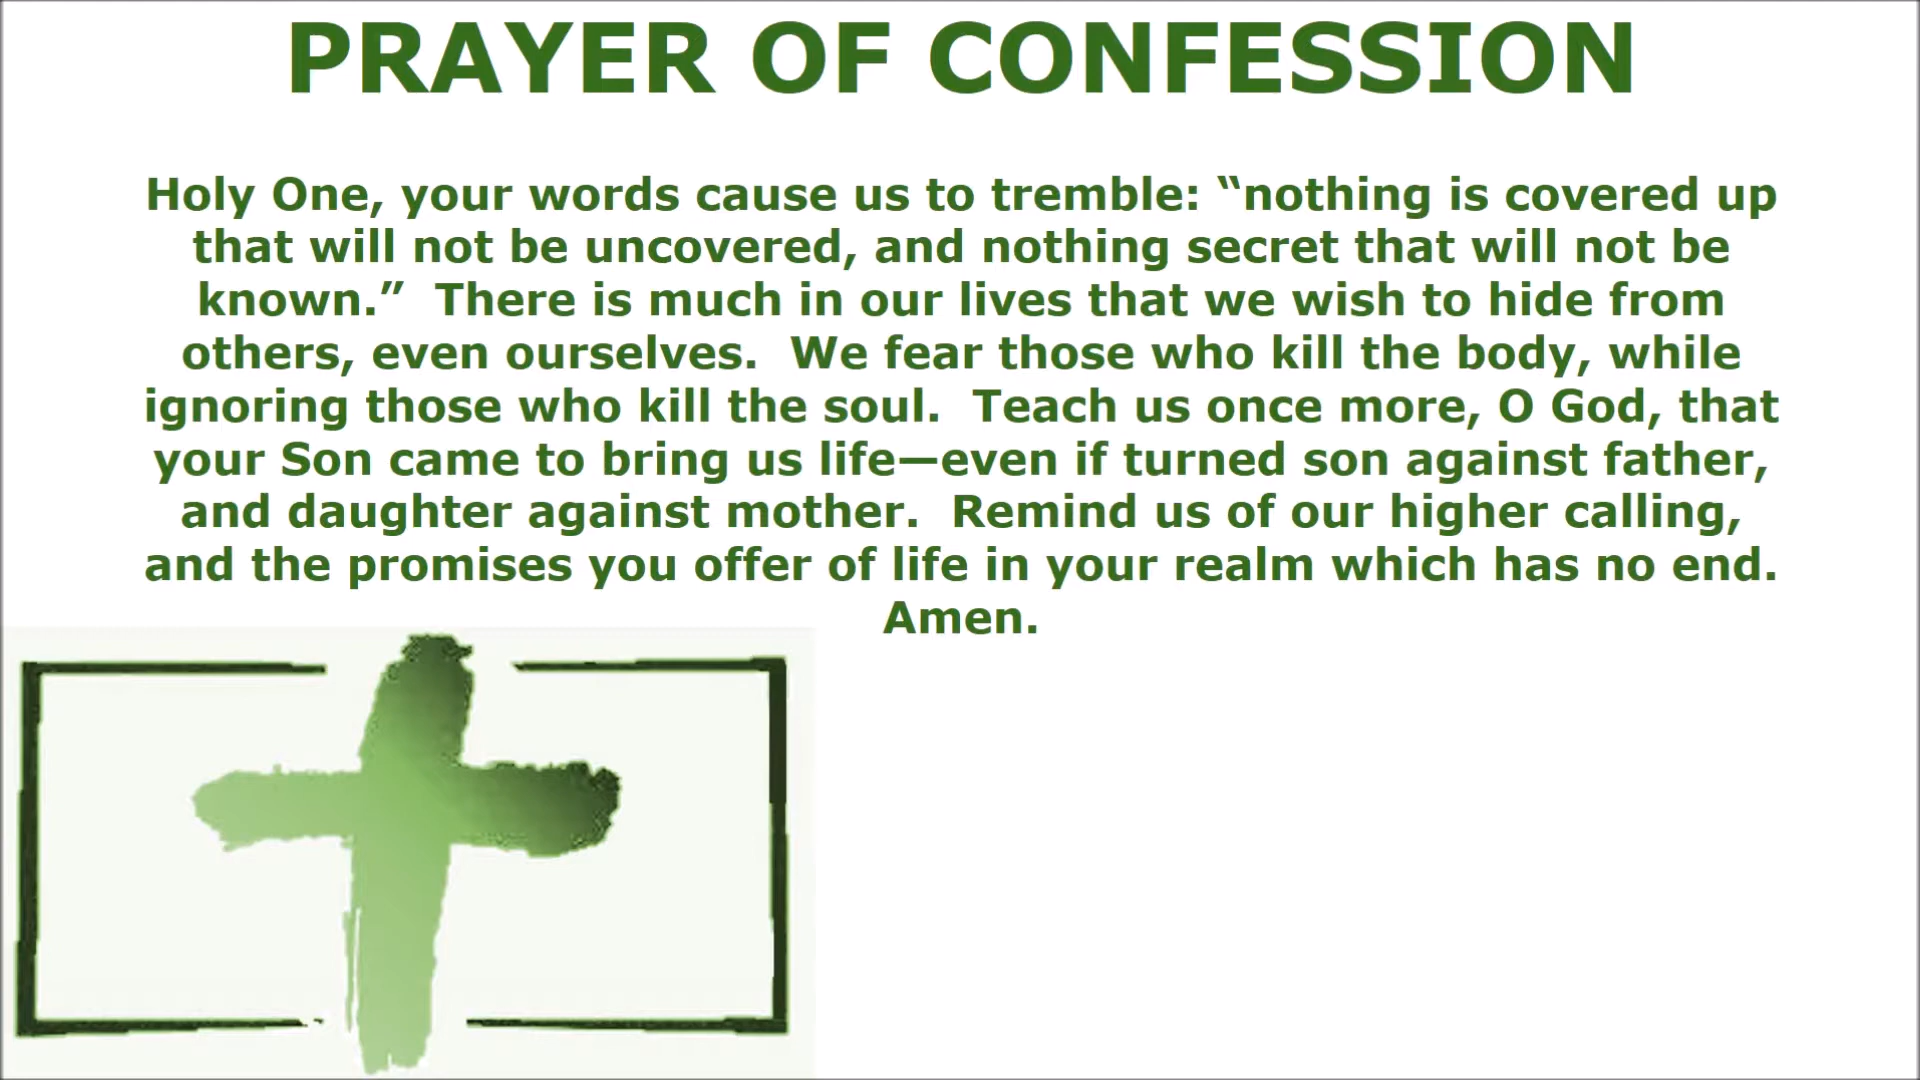 PRAYER OF CONFESSION
Holy One, your words cause us to tremble: “nothing is covered up
that will not be uncovered, and nothing secret that will not be
known.”  There is much in our lives that we wish to hide from
others, even ourselves.  We fear those who kill the body, while
ignoring those who kill the soul.  Teach us once more, O God, that
your Son came to bring us life—even if turned son against father,
and daughter against mother.  Remind us of our higher calling,
and the promises you offer of life in your realm which has no end.
Amen.